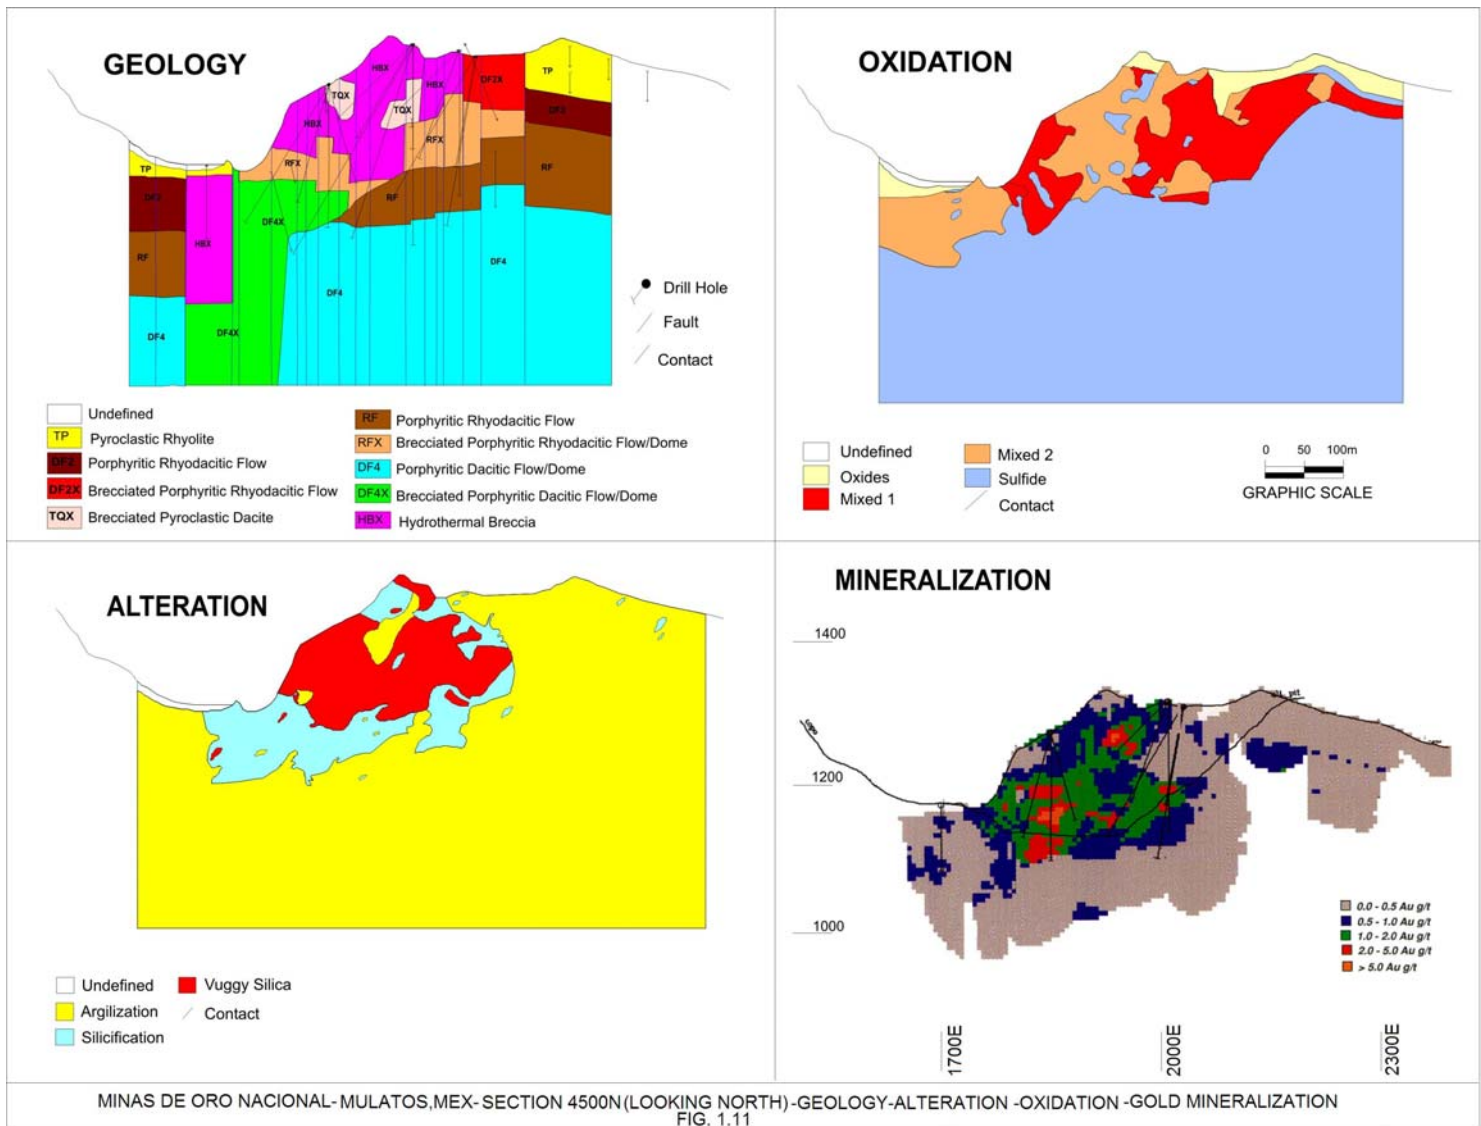 GEOLOGY
HBX
TQX
HBX
DF2X
TP
TQX
DF2
HBX
RFX
RFX
RF
TP
DF2
DF4X
RF
HBX
RF
DF4
DF4
DF4X
DF4
Drill Hole
Fault
Contact
Undefined
TP Pyroclastic Rhyolite
DF2 Porphyritic Rhyodacitic Flow
DF2X Brecciated Porphyritic Rhyodacitic Flow
TQX Brecciated Pyroclastic Dacite
RF Porphyritic Rhyodacitic Flow
RFX Brecciated Porphyritic Rhyodacitic Flow/Dome
DF4 Porphyritic Dacitic Flow/Dome
DF4X Brecciated Porphyritic Dacitic Flow/Dome
HBX Hydrothermal Breccia
OXIDATION
Undefined
Oxides
Mixed 1
Mixed 2
Sulfide
Contact
0 50 100m
GRAPHIC SCALE
ALTERATION
Undefined
Argilization
Silicification
Vuggy Silica
Contact
MINERALIZATION
1400
1200
1000
0.0 - 0.5 Au g/t
0.5 - 1.0 Au g/t
1.0 - 2.0 Au g/t
2.0 - 5.0 Au g/t
> 5.0 Au g/t
1700E
2000E
2300E
MINAS DE ORO NACIONAL- MULATOS,MEX- SECTION 4500N (LOOKING NORTH) -GEOLOGY-ALTERATION -OXIDATION -GOLD MINERALIZATION
FIG. 1.11